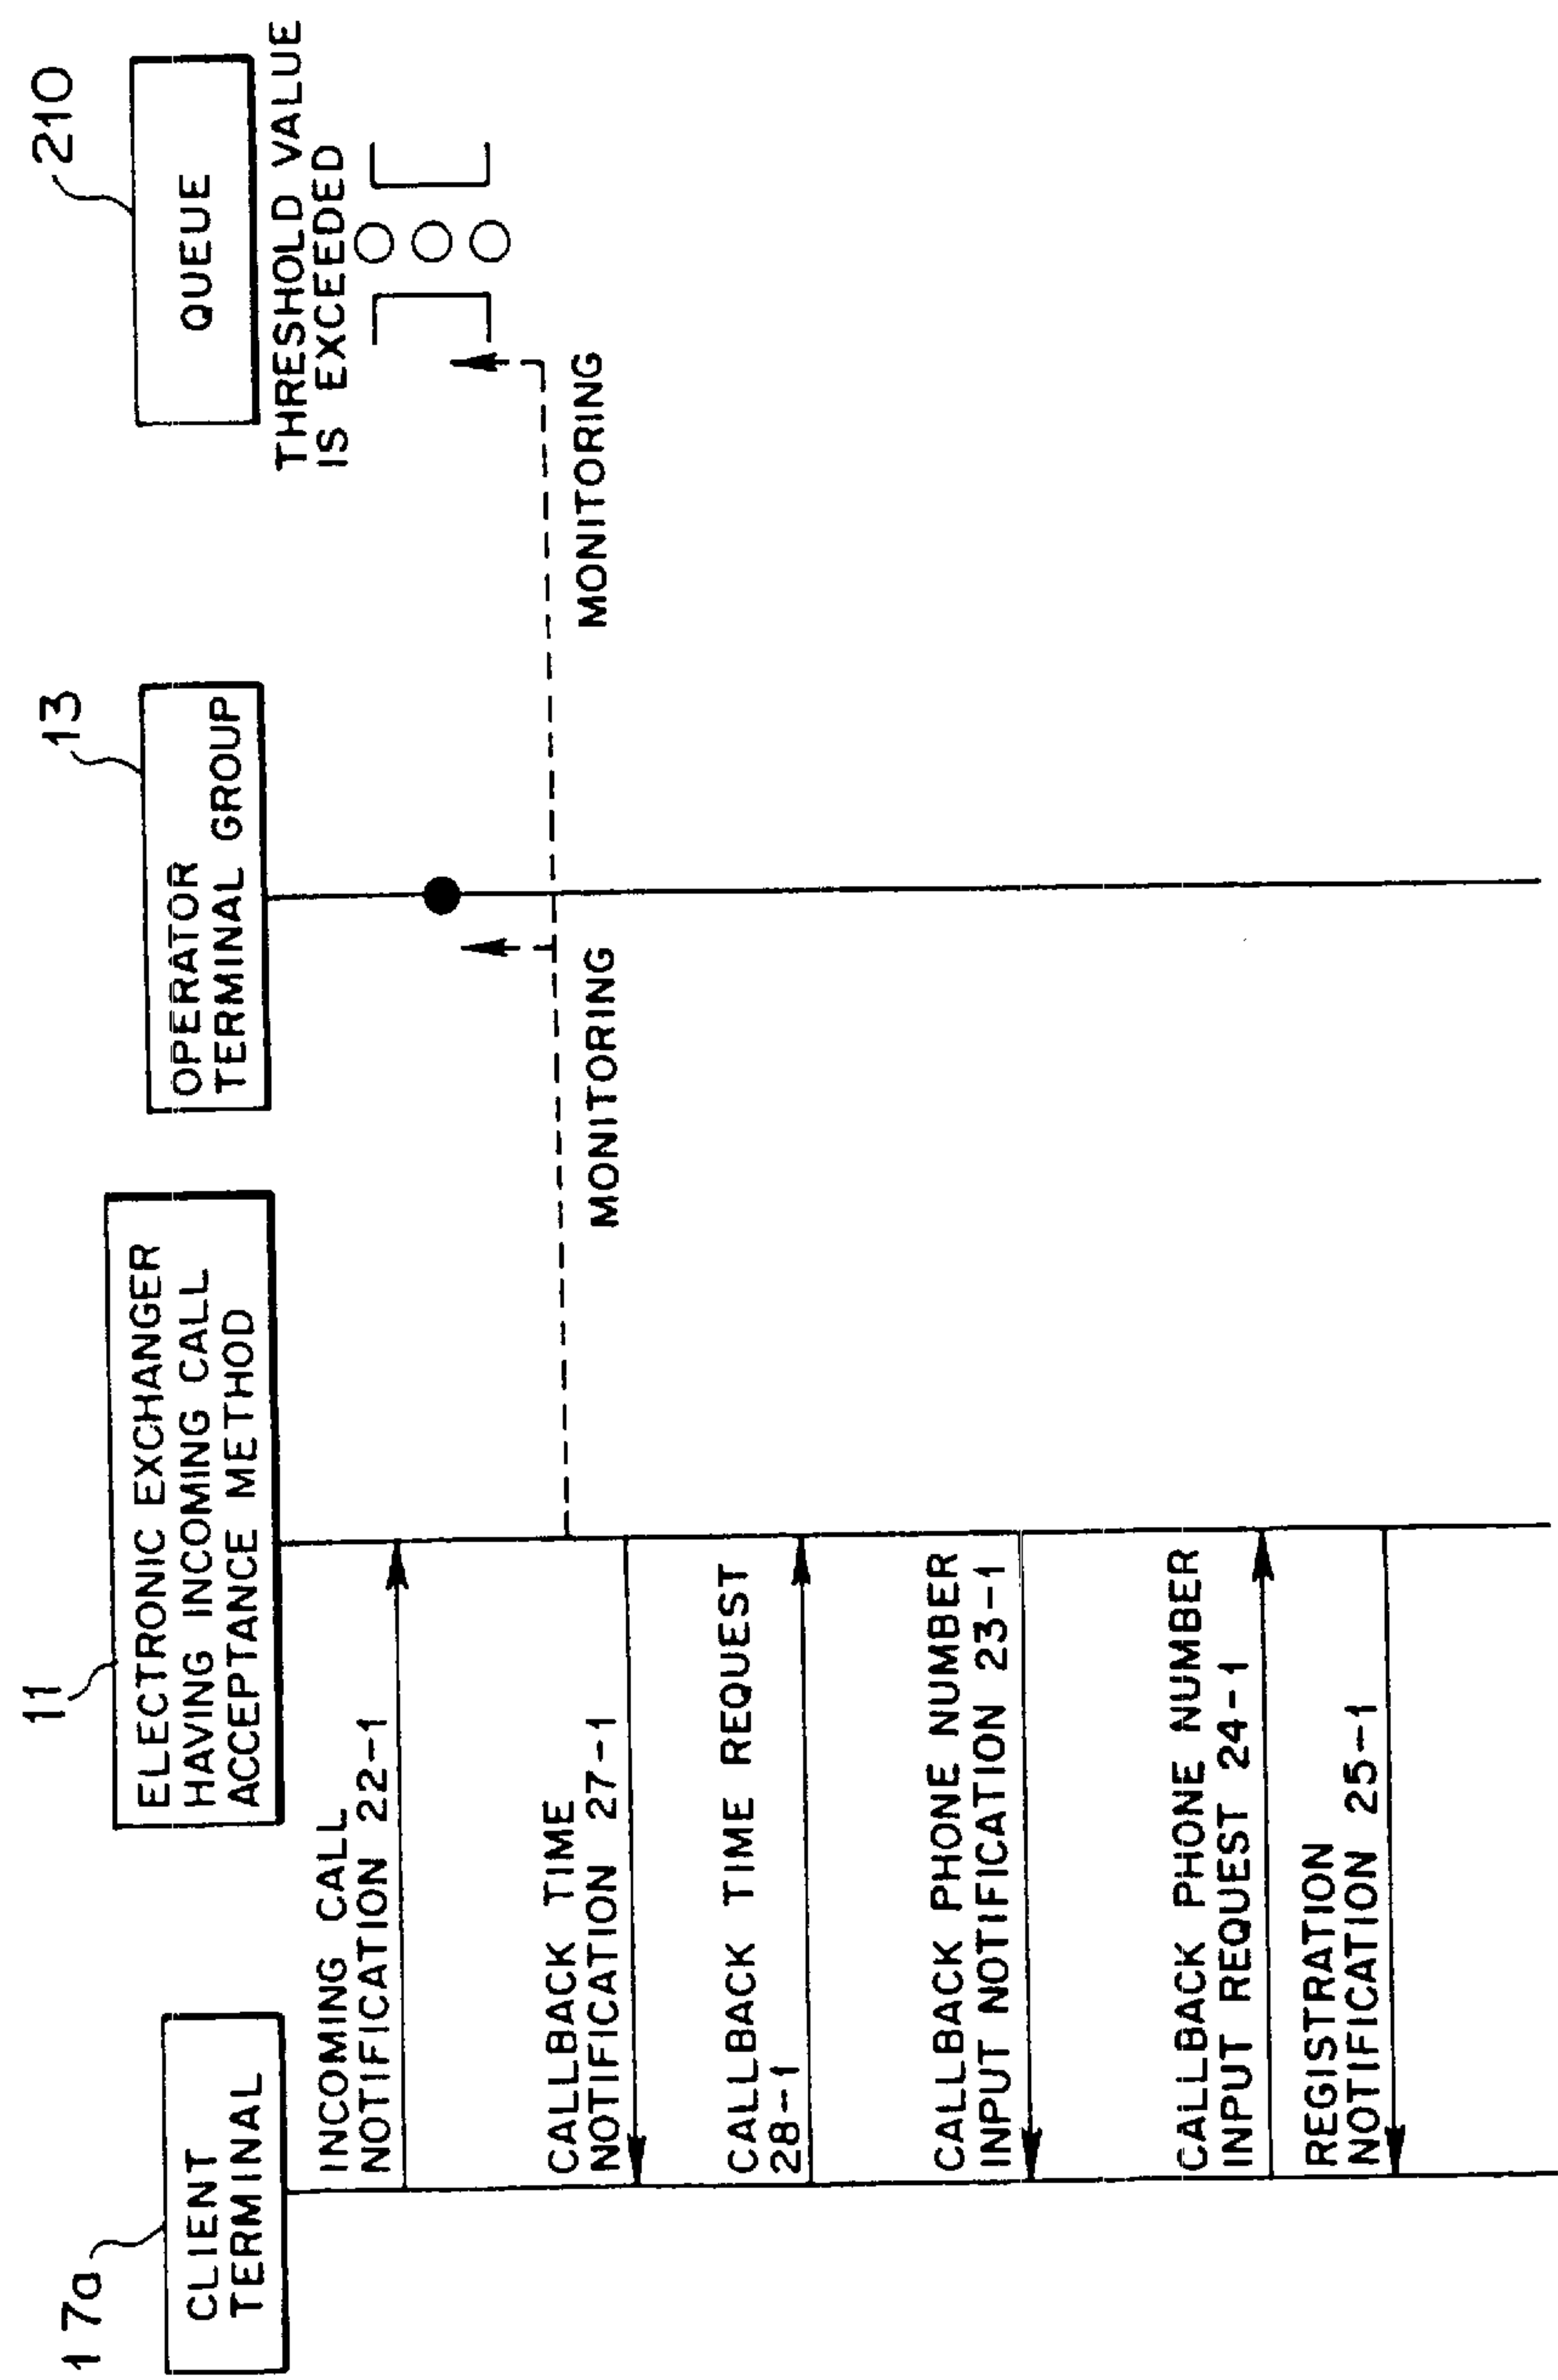 17a
CLIENT
TERMINAL
11
ELECTRONIC EXCHANGER
HAVING INCOMING CALL
ACCEPTANCE METHOD
13
OPERATOR
TERMINAL GROUP
210
QUEUE
THRESHOLD VALUE
IS EXCEEDED
INCOMING CALL
NOTIFICATION 22-1
MONITORING
MONITORING
CALLBACK TIME
NOTIFICATION 27-1
CALLBACK TIME REQUEST
28-1
CALLBACK PHONE NUMBER
INPUT NOTIFICATION 23-1
CALLBACK PHONE NUMBER
INPUT REQUEST 24-1
REGISTRATION
NOTIFICATION 25-1